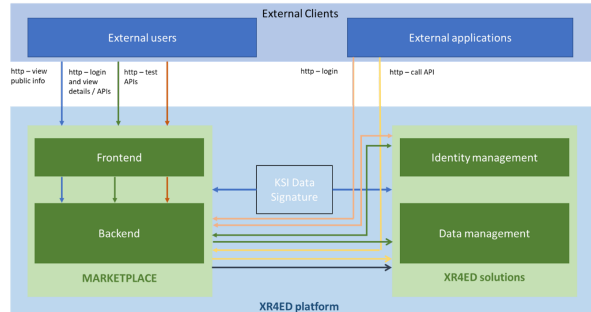 External Clients
External users
External applications
http – view
public info
http – login
and view
details / APIs
http – test
APIs
http – login
http – call API
Frontend
Identity management
KSI Data
Signature
Backend
Data management
MARKETPLACE
XR4ED solutions
XR4ED platform